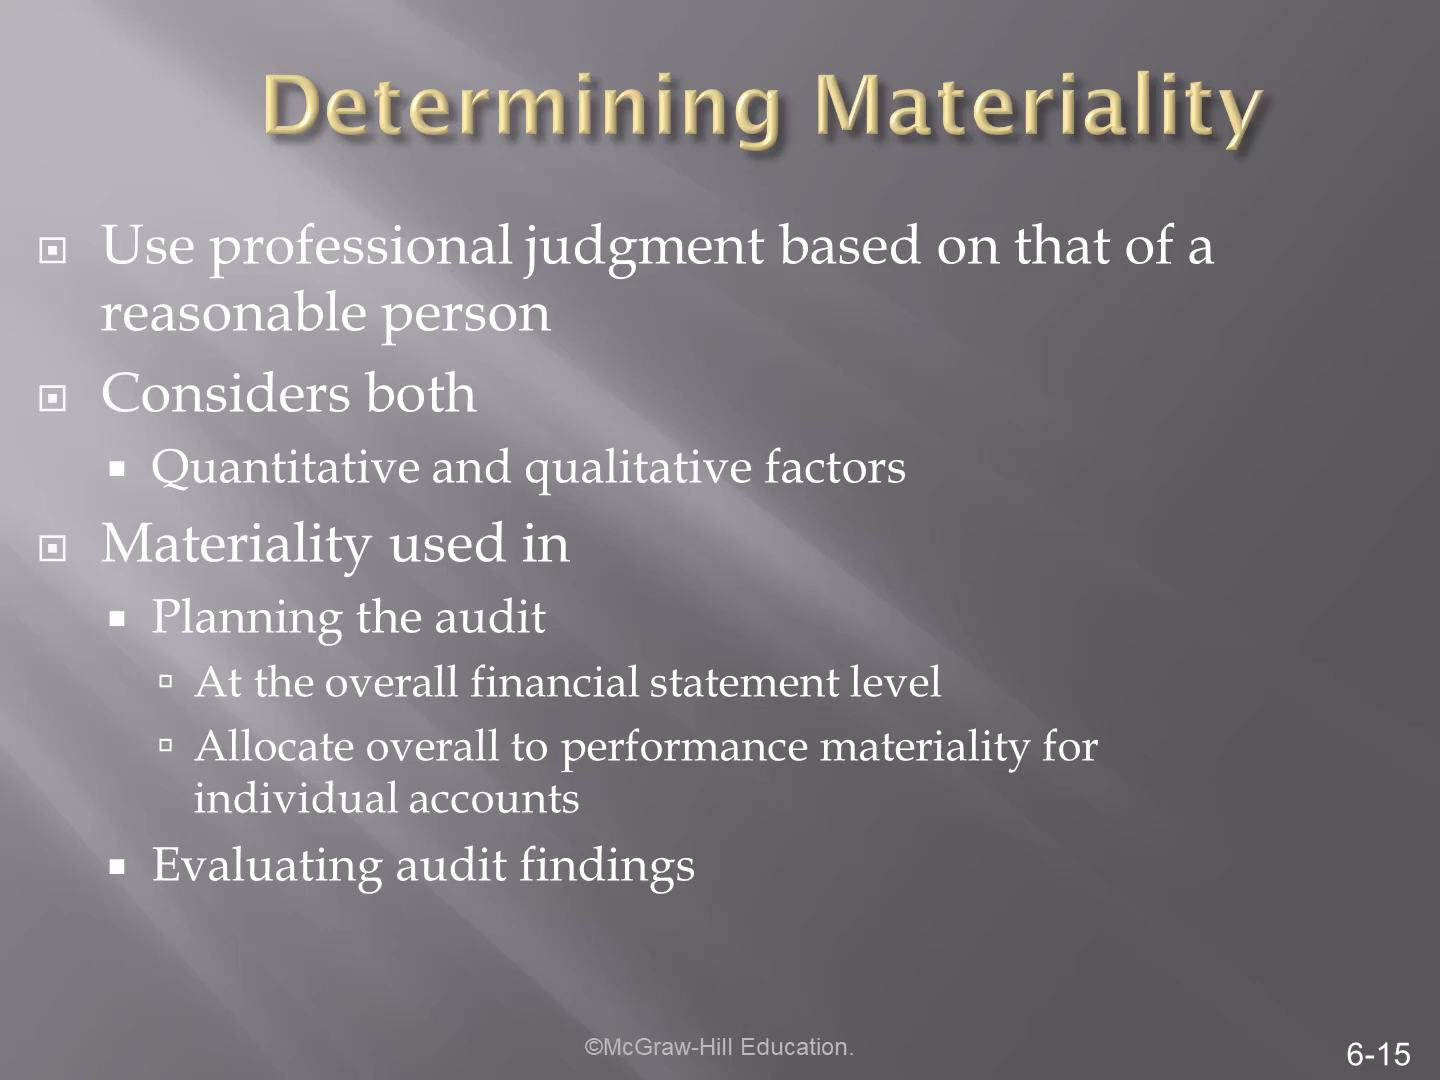 Determining Materiality
Use professional judgment based on that of a
reasonable person
Considers both
Quantitative and qualitative factors
Materiality used in
Planning the audit
At the overall financial statement level
Allocate overall to performance materiality for
individual accounts
Evaluating audit findings
©McGraw-Hill Education.
6-15